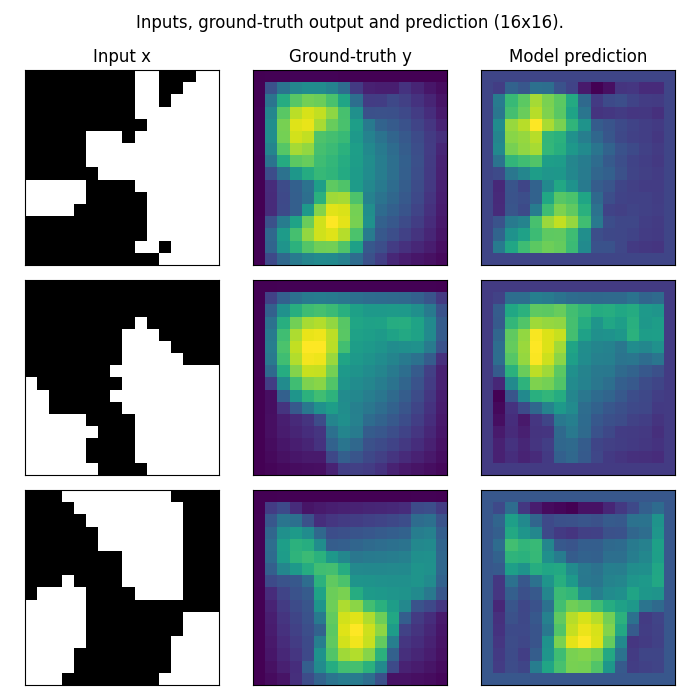 Inputs, ground-truth output and prediction (16x16).
Input x
Ground-truth y
Model prediction